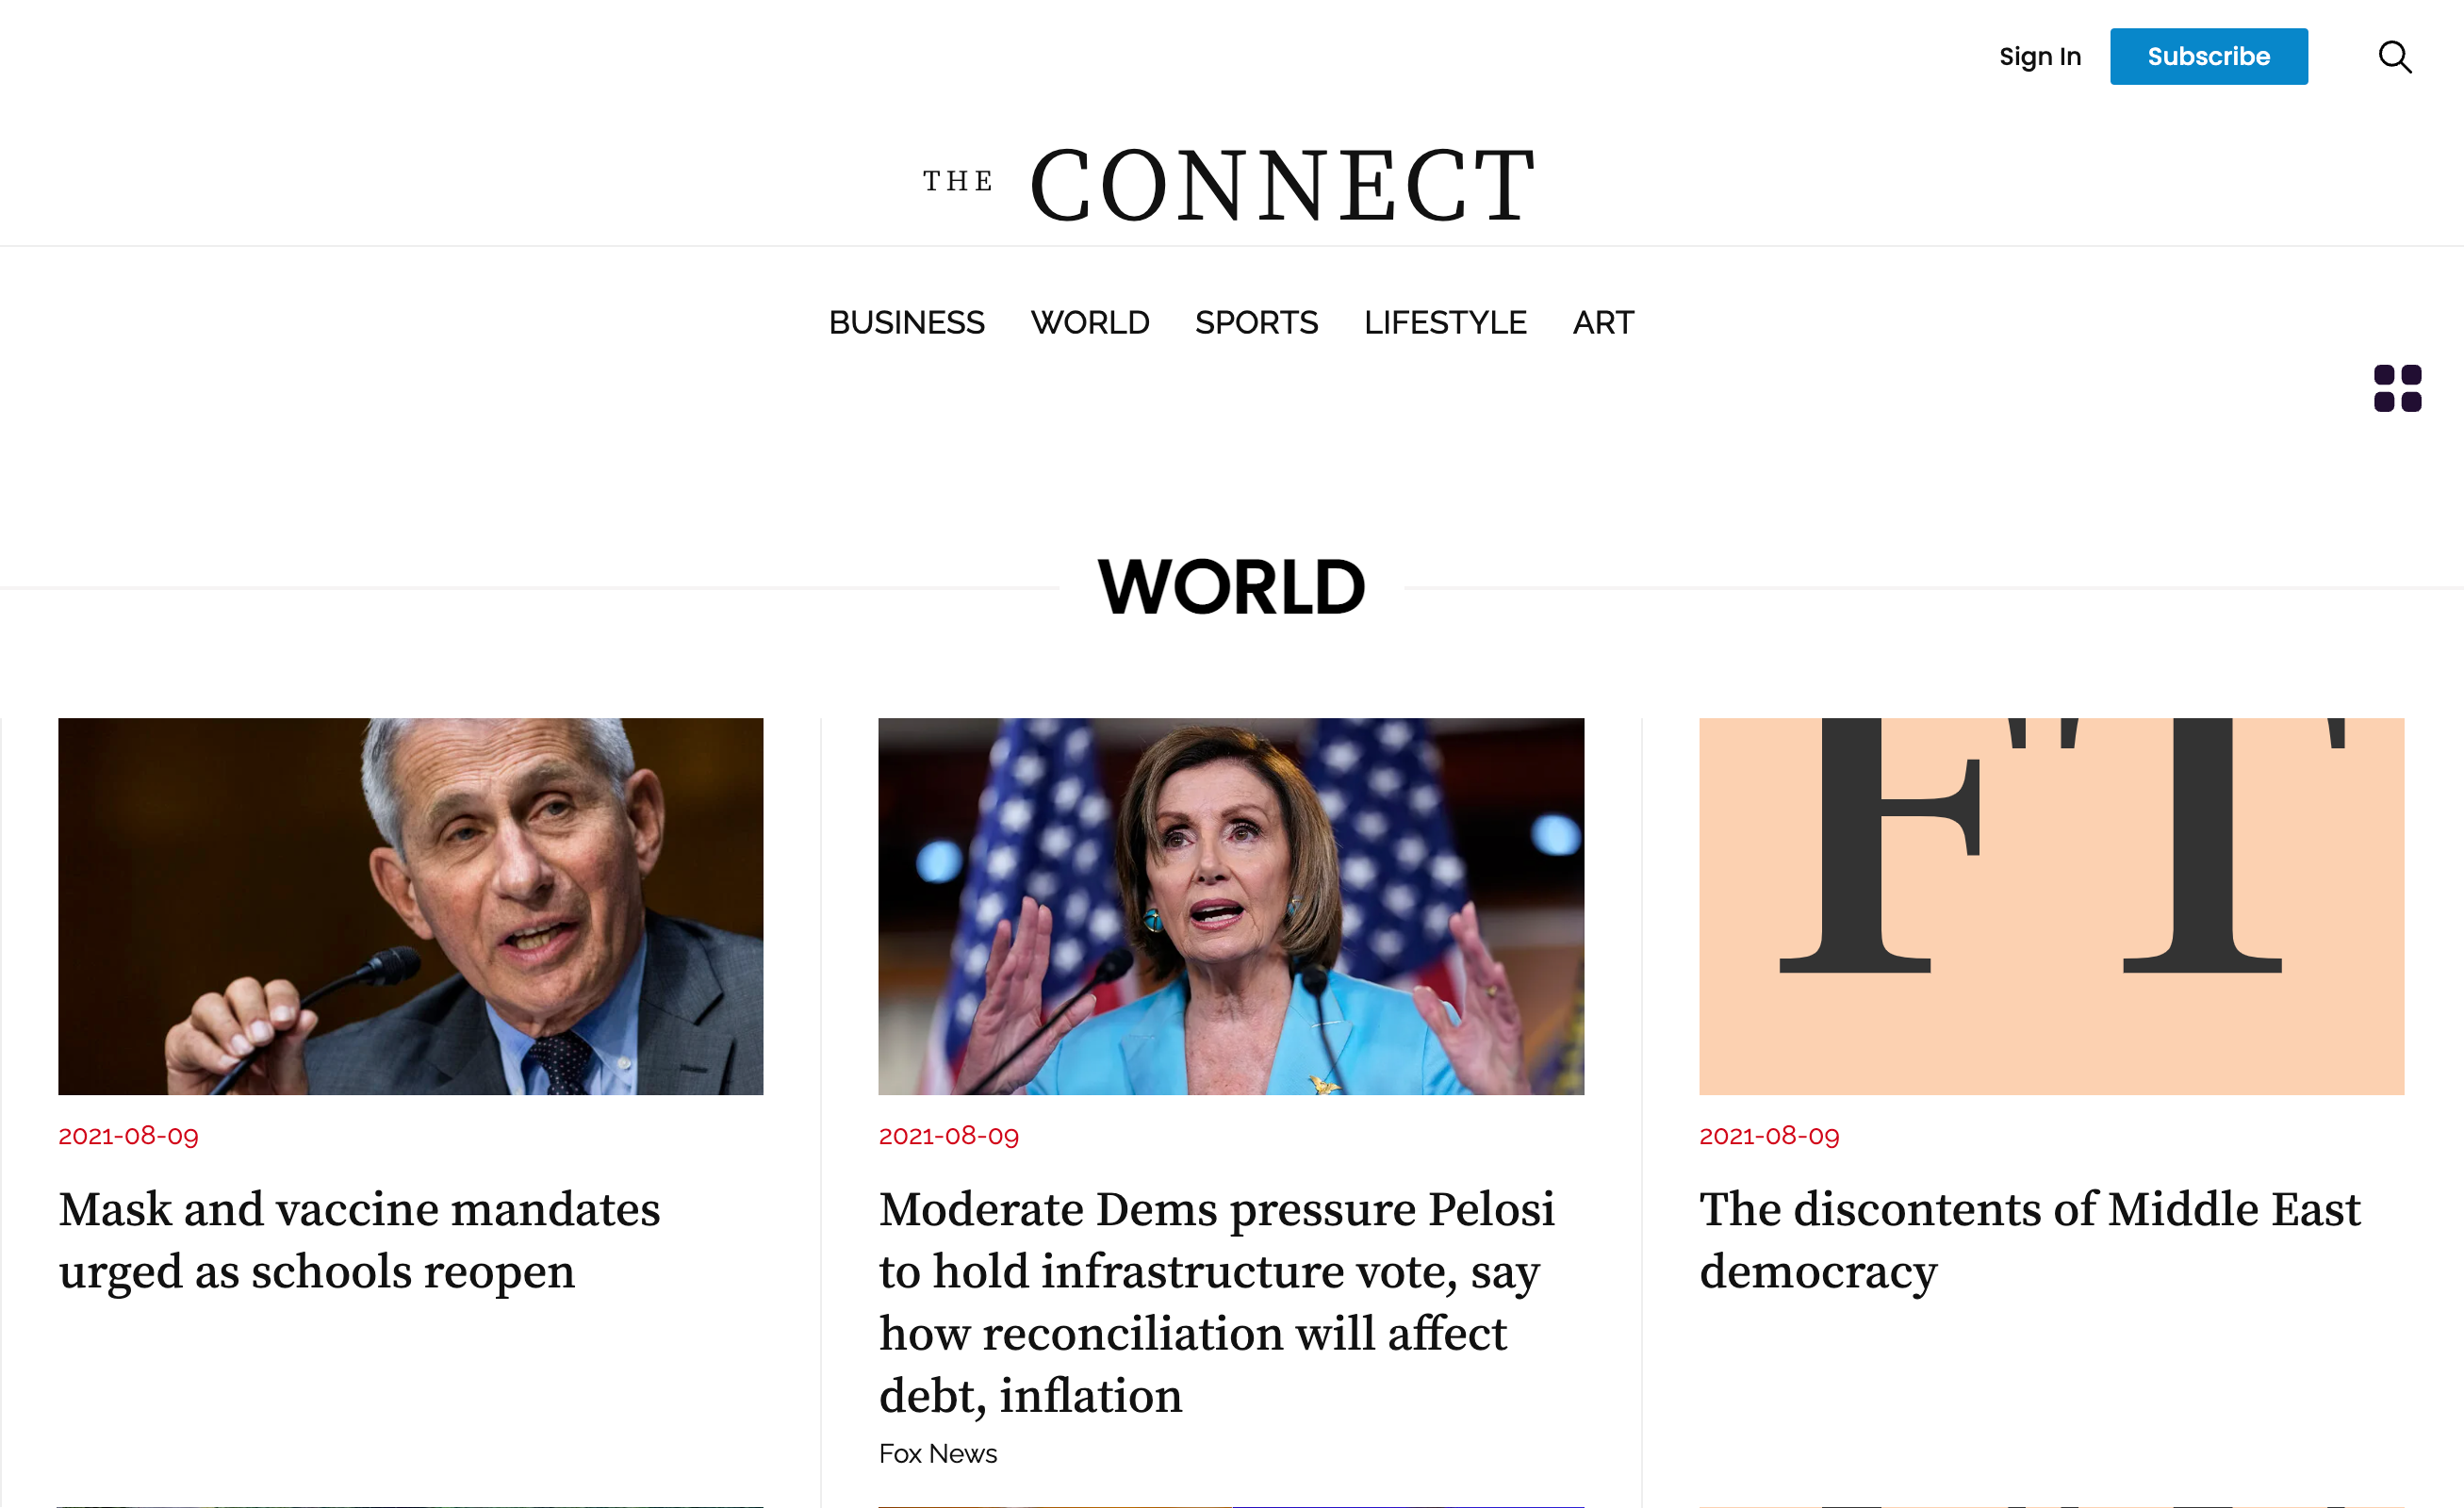 Sign In
Subscribe
THE CONNECT
BUSINESS WORLD SPORTS LIFESTYLE ART
WORLD
FT
2021-08-09
Mask and vaccine mandates
urged as schools reopen
2021-08-09
Moderate Dems pressure Pelosi
to hold infrastructure vote, say
how reconciliation will affect
debt, inflation
Fox News
2021-08-09
The discontents of Middle East
democracy